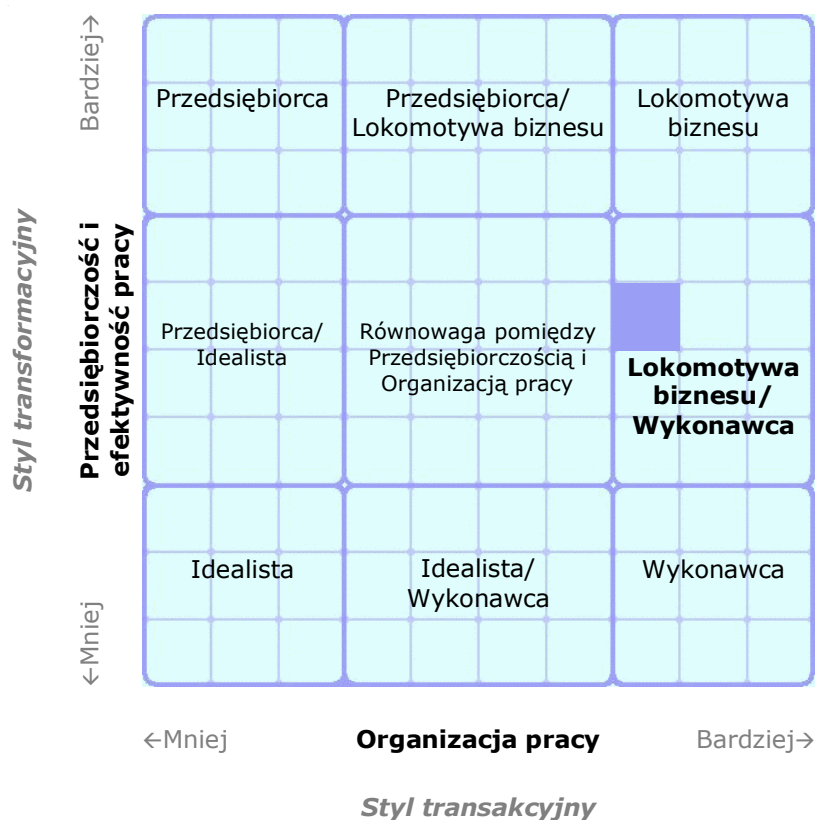 Bardziej→
Przedsiębiorca
Przedsiębiorca/
Lokomotywa biznesu
Lokomotywa
biznesu
Styl transformacyjny
Przedsiębiorczość i
efektywność pracy
Przedsiębiorca/
Idealista
Równowaga pomiędzy
Przedsiębiorczością i
Organizacją pracy
Lokomotywa
biznesu/
Wykonawca
Idealista
Idealista/
Wykonawca
Wykonawca
←Mniej
←Mniej
Organizacja pracy
Bardziej→
Styl transakcyjny